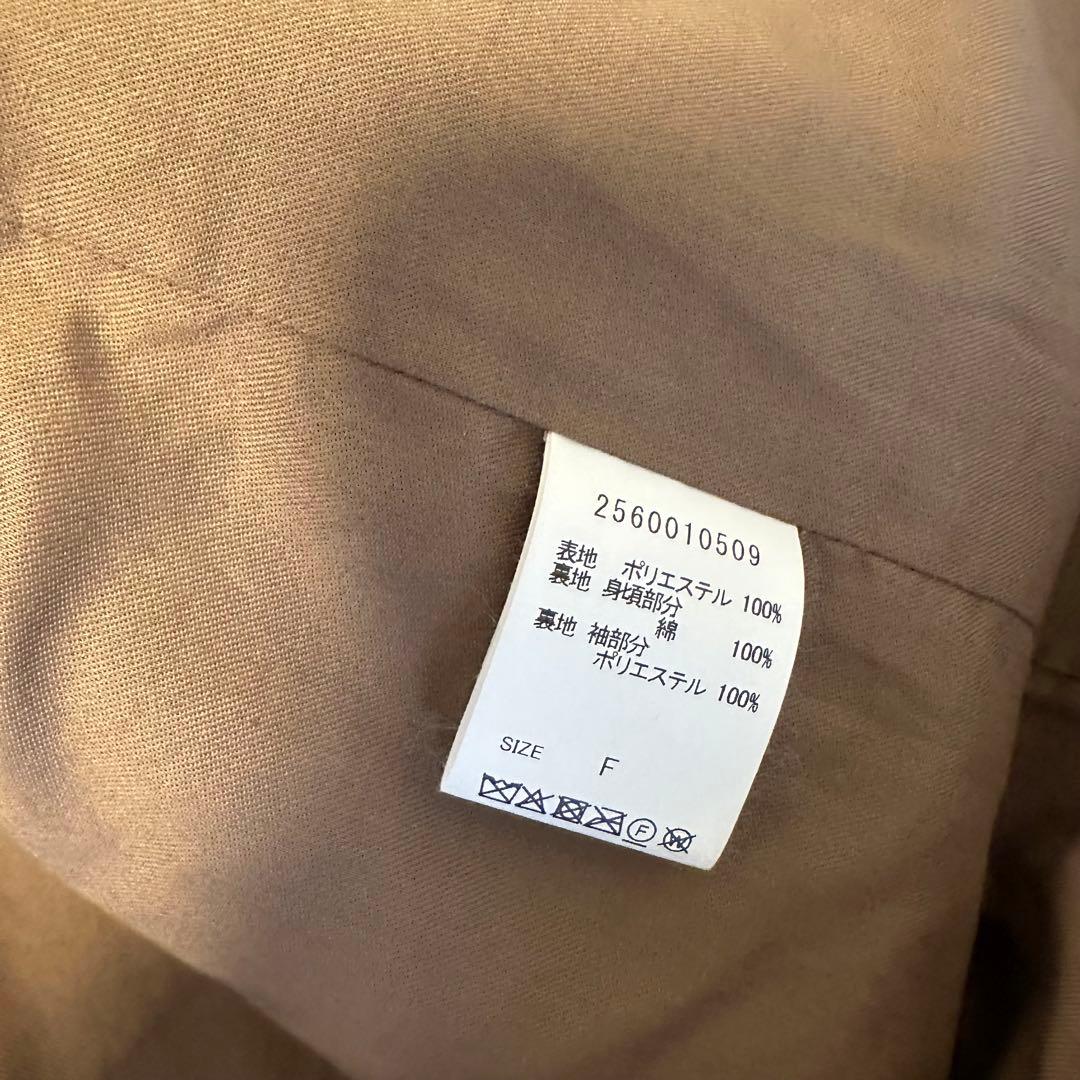 2560010509
表地 ポリエステル 100%
裏地 身頃部分
綿 100%
裏地 袖部分
ポリエステル 100%
SIZE F
F W